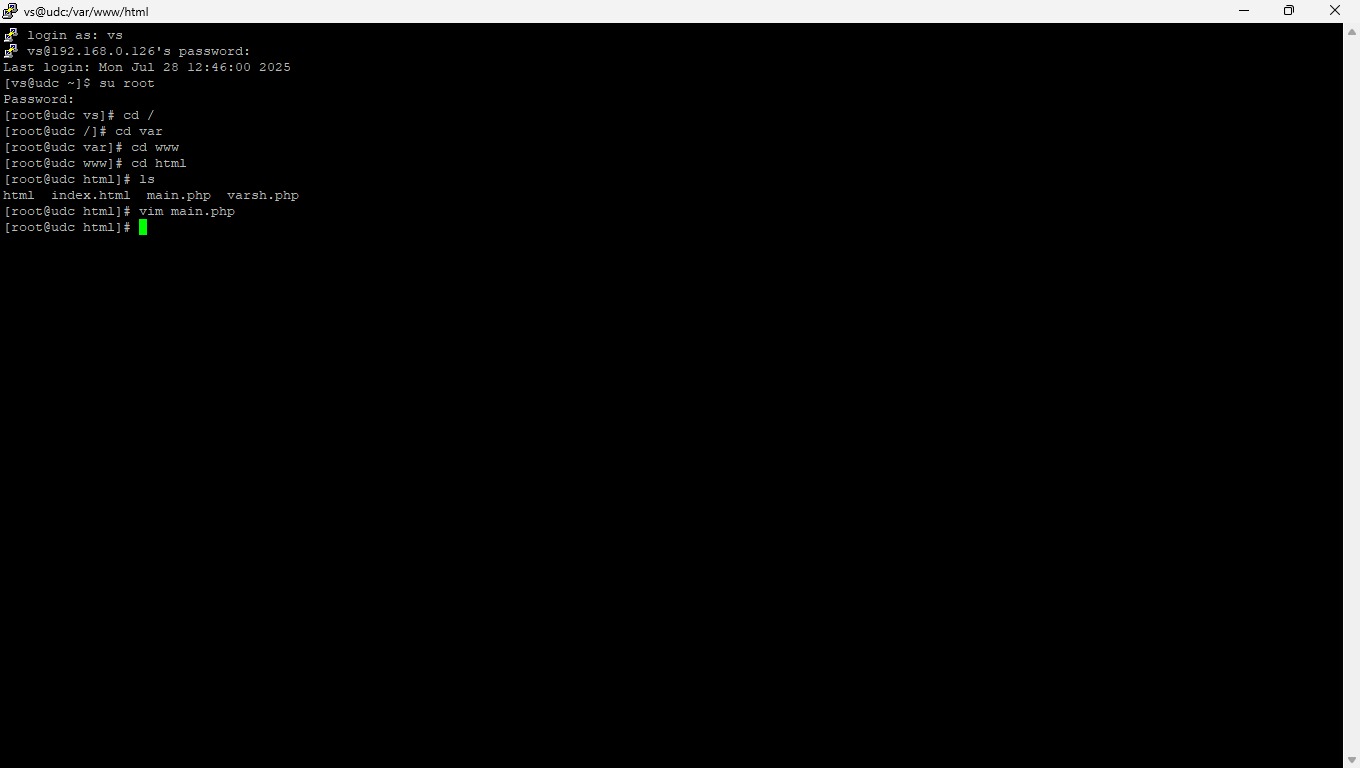 vs@udc:/var/www/html
login as: vs
vs@192.168.0.126's password:
Last login: Mon Jul 28 12:46:00 2025
[vs@udc ~]$ su root
Password:
[root@udc vs]# cd /
[root@udc /]# cd var
[root@udc var]# cd www
[root@udc www]# cd html
[root@udc html]# ls
html  index.html  main.php  varsh.php
[root@udc html]# vim main.php
[root@udc html]#